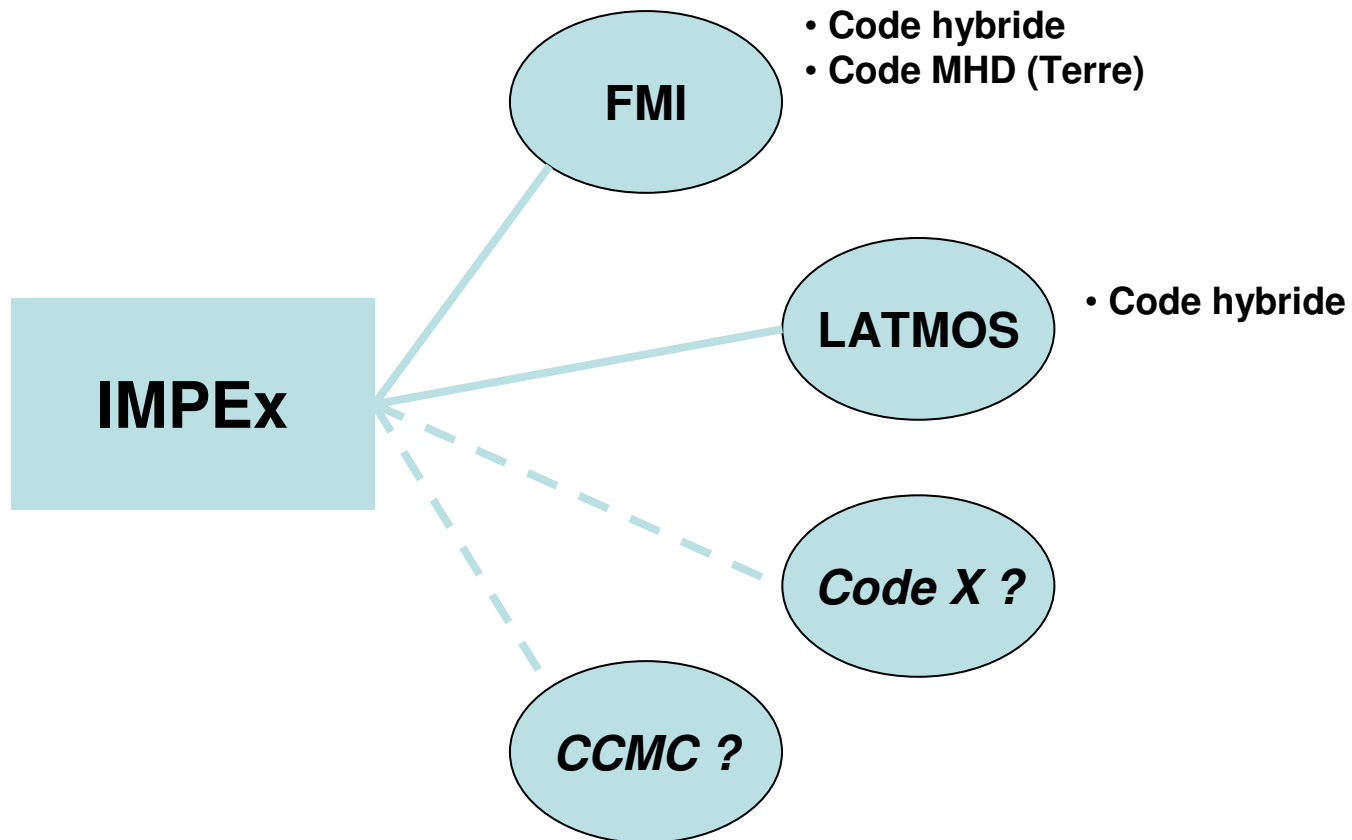 • Code hybride
• Code MHD (Terre)
FMI
• Code hybride
LATMOS
IMPEx
Code X ?
CCMC ?